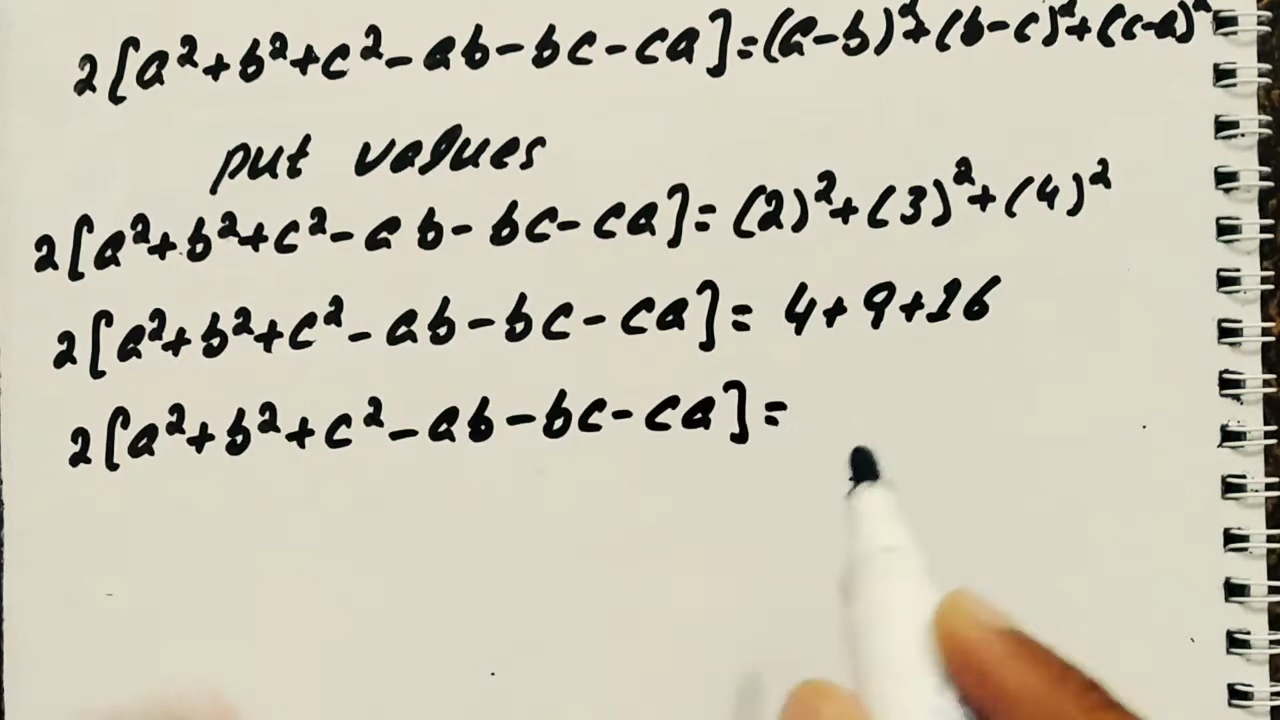 2[a²+b²+c²-ab-bc-ca]=(a-b)²+(b-c)²+(c-a)²
put values
2[a²+b²+c²-ab-bc-ca]=(2)²+(3)²+(4)²
2[a²+b²+c²-ab-bc-ca]=4+9+16
2[a²+b²+c²-ab-bc-ca]=